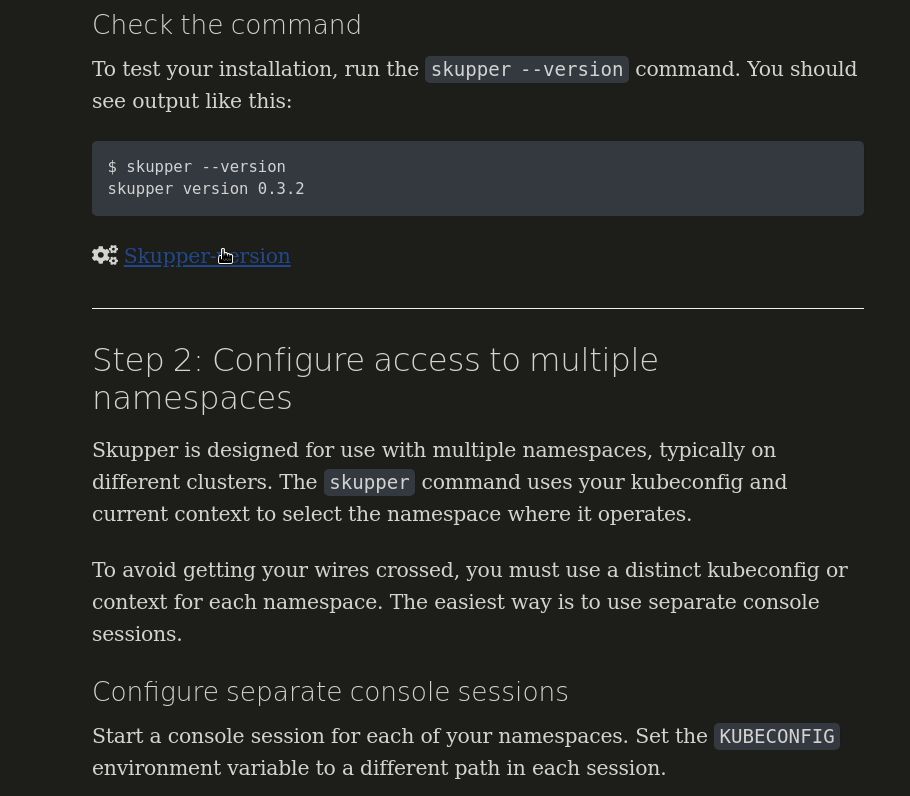 Check the command
To test your installation, run the skupper --version command. You should
see output like this:
$ skupper --version
skupper version 0.3.2
Skupper-version
Step 2: Configure access to multiple
namespaces
Skupper is designed for use with multiple namespaces, typically on
different clusters. The skupper command uses your kubeconfig and
current context to select the namespace where it operates.
To avoid getting your wires crossed, you must use a distinct kubeconfig or
context for each namespace. The easiest way is to use separate console
sessions.
Configure separate console sessions
Start a console session for each of your namespaces. Set the KUBECONFIG
environment variable to a different path in each session.